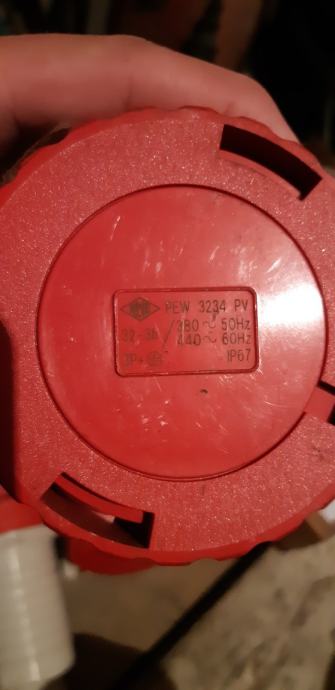 PEW 3234 PV
32-3h / 380~ 50Hz
440~ 60Hz
3P+⏚ IP67